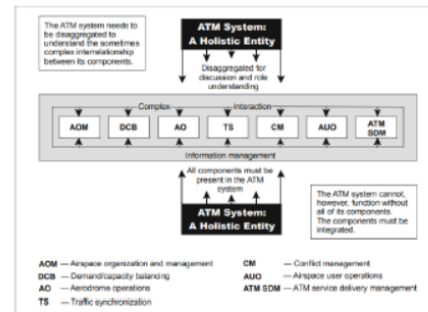 The ATM system needs to
be disaggregated to
understand the sometimes
complex interrelationship
between its components.
ATM System:
A Holistic Entity
Disaggregated for
discussion and role
understanding
Complex
Interaction
AOM
DCB
AO
TS
CM
AUO
ATM
SDM
Information management
All components must be
present in the ATM
system
ATM System:
A Holistic Entity
The ATM system cannot,
however, function without
all of its components.
The components must be
integrated.
AOM — Airspace organization and management
DCB — Demand/capacity balancing
AO — Aerodrome operations
TS — Traffic synchronization
CM — Conflict management
AUO — Airspace user operations
ATM SDM — ATM service delivery management